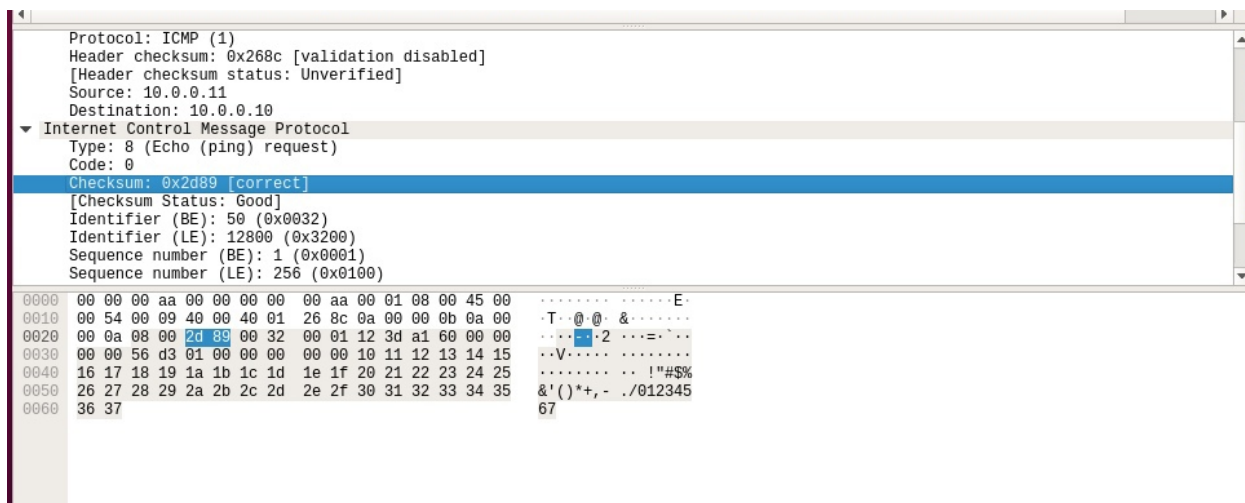 Protocol: ICMP (1)
Header checksum: 0x268c [validation disabled]
[Header checksum status: Unverified]
Source: 10.0.0.11
Destination: 10.0.0.10
Internet Control Message Protocol
Type: 8 (Echo (ping) request)
Code: 0
Checksum: 0x2d89 [correct]
[Checksum Status: Good]
Identifier (BE): 50 (0x0032)
Identifier (LE): 12800 (0x3200)
Sequence number (BE): 1 (0x0001)
Sequence number (LE): 256 (0x0100)
0000 00 00 00 aa 00 00 00 00 00 aa 00 01 08 00 45 00 ········ ······E·
0010 00 54 00 09 40 00 40 01 26 8c 0a 00 00 0b 0a 00 ·T··@·@· &·······
0020 00 0a 08 00 2d 89 00 32 00 01 12 3d a1 60 00 00 ····-··2 ···=·`··
0030 00 00 56 d3 01 00 00 00 00 00 10 11 12 13 14 15 ··V····· ········
0040 16 17 18 19 1a 1b 1c 1d 1e 1f 20 21 22 23 24 25 ········ ·· !"#$%
0050 26 27 28 29 2a 2b 2c 2d 2e 2f 30 31 32 33 34 35 &'()*+,- ./012345
0060 36 37 67